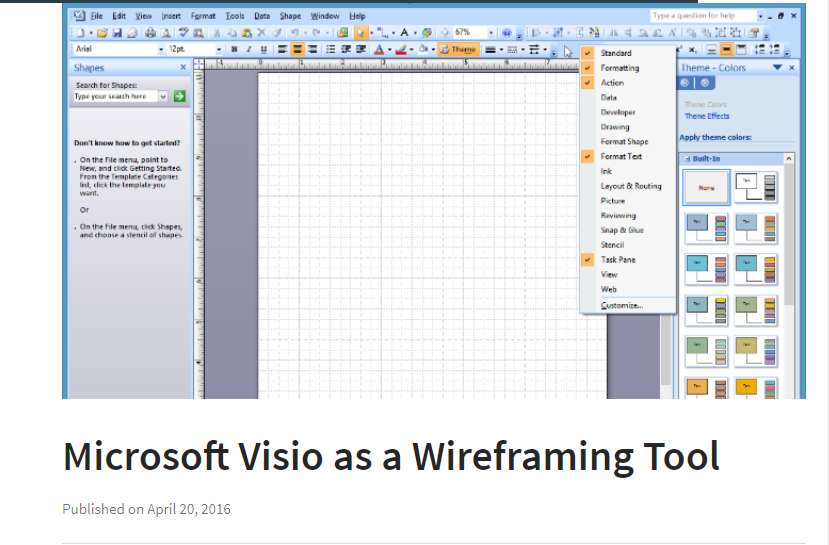 File Edit View Insert Format Tools Data Shape Window Help
Type a question for help
67%
Arial
12pt.
B I U
Theme
Shapes
Search for Shapes:
Type your search here
Don't know how to get started?
On the File menu, point to
New, and click Getting Started.
From the Template Categories
list, click the template you
want.
Or
On the File menu, click Shapes,
and choose a stencil of shapes.
Standard
Formatting
Action
Data
Developer
Drawing
Format Shape
Format Text
Ink
Layout & Routing
Picture
Reviewing
Snap & Glue
Stencil
Task Pane
View
Web
Customize...
Theme - Colors
Theme Colors
Theme Effects
Apply theme colors:
Built-In
None
Microsoft Visio as a Wireframing Tool
Published on April 20, 2016